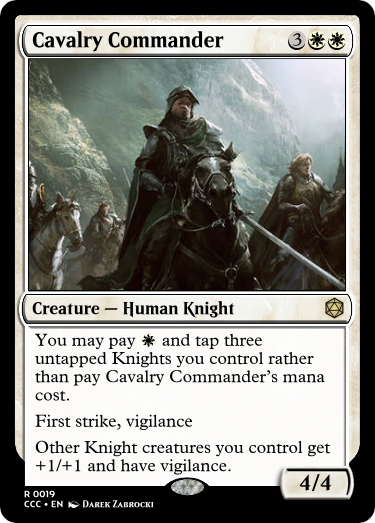 Cavalry Commander 3
Creature — Human Knight
You may pay and tap three
untapped Knights you control rather
than pay Cavalry Commander's mana
cost.
First strike, vigilance
Other Knight creatures you control get
+1/+1 and have vigilance.
4/4
R 0019
CCC • EN DAREK ZABROCKI